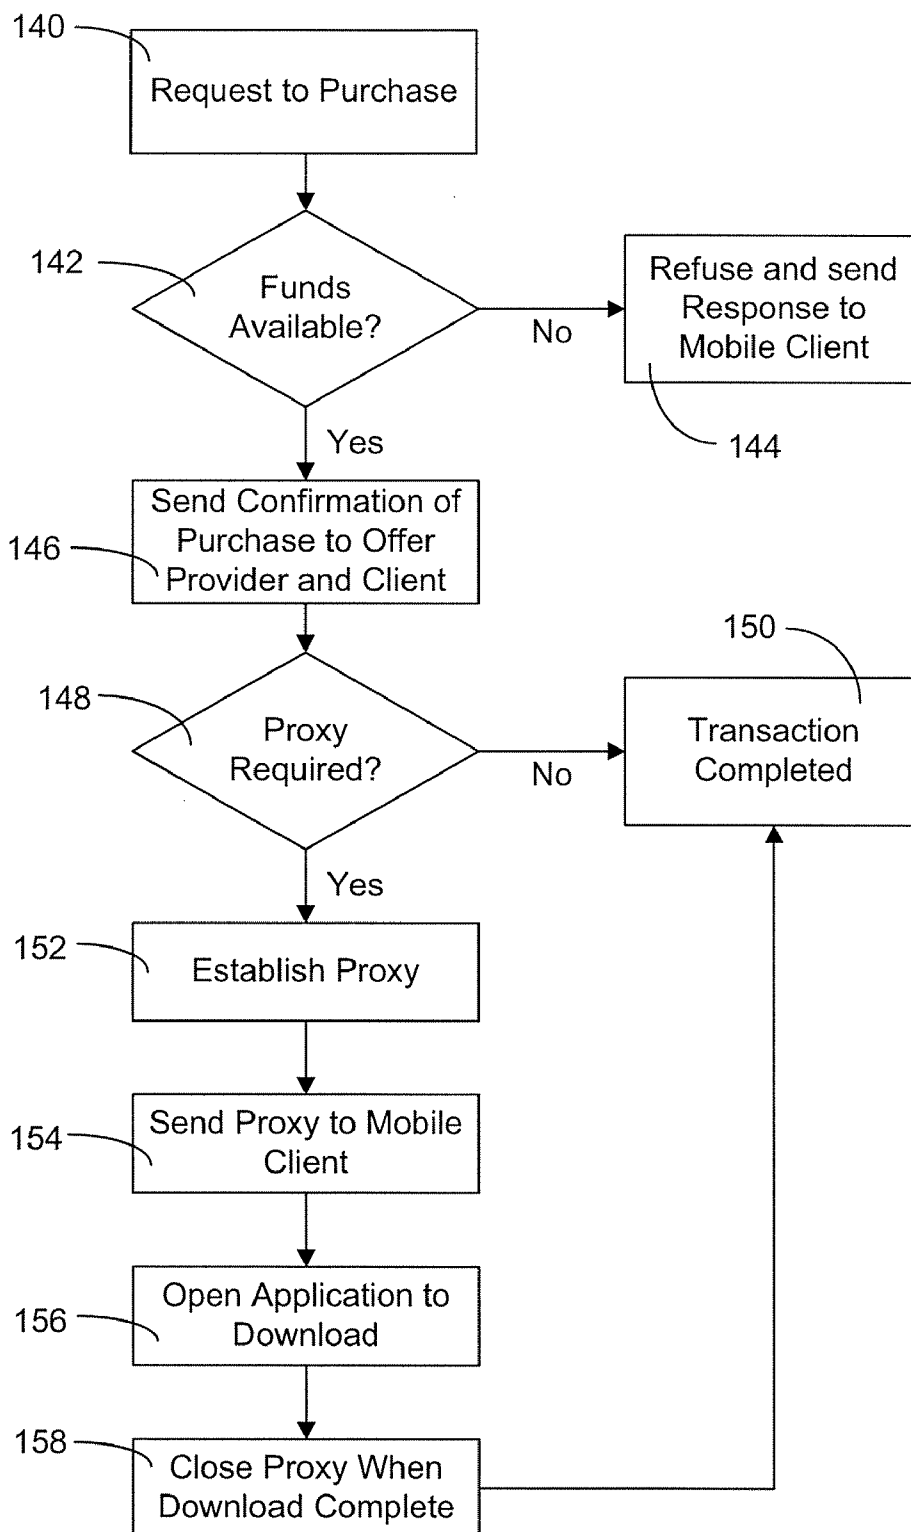 140
Request to Purchase
142
Funds
Available?
No
Refuse and send
Response to
Mobile Client
144
Yes
146
Send Confirmation of
Purchase to Offer
Provider and Client
148
Proxy
Required?
No
150
Transaction
Completed
Yes
152
Establish Proxy
154
Send Proxy to Mobile
Client
156
Open Application to
Download
158
Close Proxy When
Download Complete